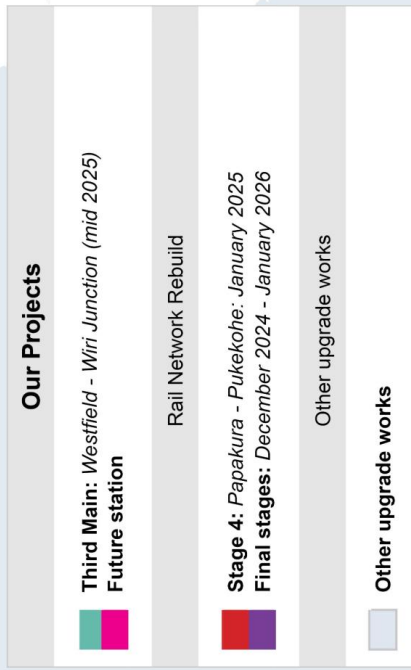 Our Projects
Third Main: Westfield - Wiri Junction (mid 2025)
Future station
Rail Network Rebuild
Stage 4: Papakura - Pukekohe: January 2025
Final stages: December 2024 - January 2026
Other upgrade works
Other upgrade works